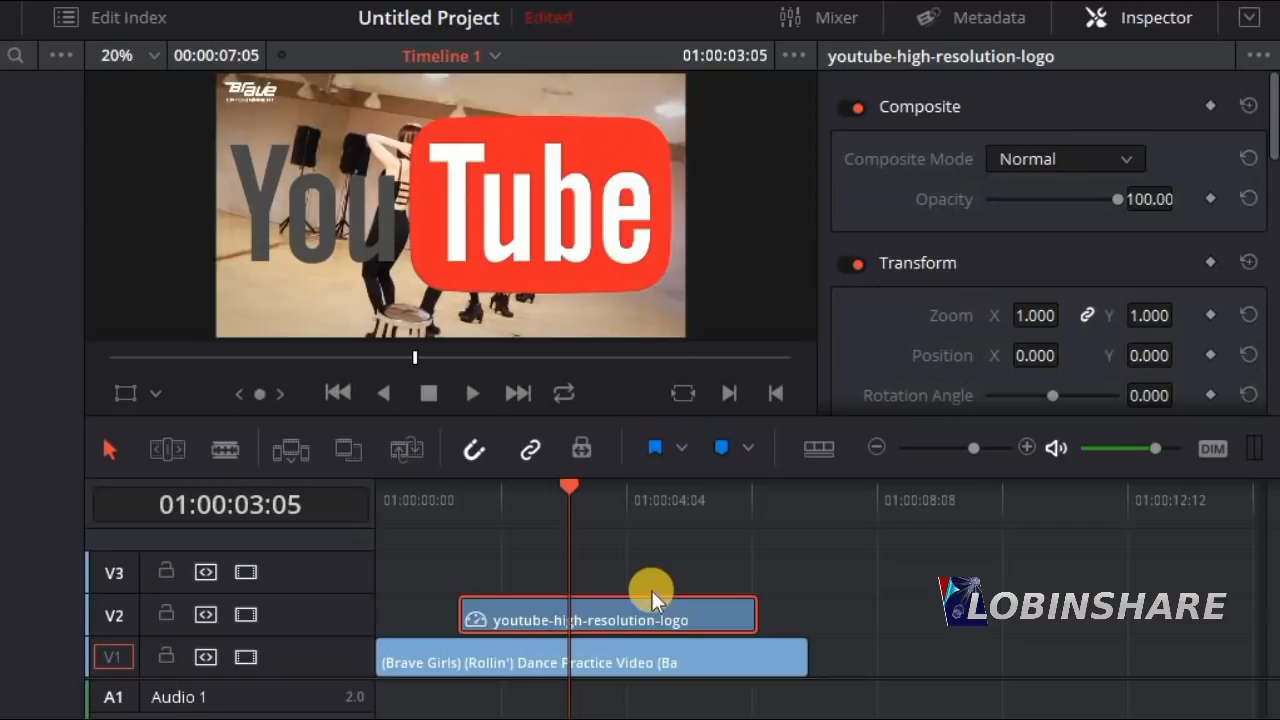 Edit Index
Untitled Project Edited
Mixer
Metadata
Inspector
20%
00:00:07:05
Timeline 1
01:00:03:05
youtube-high-resolution-logo
Brave
ENTERTAINMENT
YouTube
Composite
Composite Mode Normal
Opacity 100.00
Transform
Zoom X 1.000 Y 1.000
Position X 0.000 Y 0.000
Rotation Angle 0.000
DIM
01:00:03:05
01:00:00:00
01:00:04:04
01:00:08:08
01:00:12:12
V3
V2
youtube-high-resolution-logo
V1
(Brave Girls) (Rollin') Dance Practice Video (Ba
A1 Audio 1 2.0
LOBINSHARE